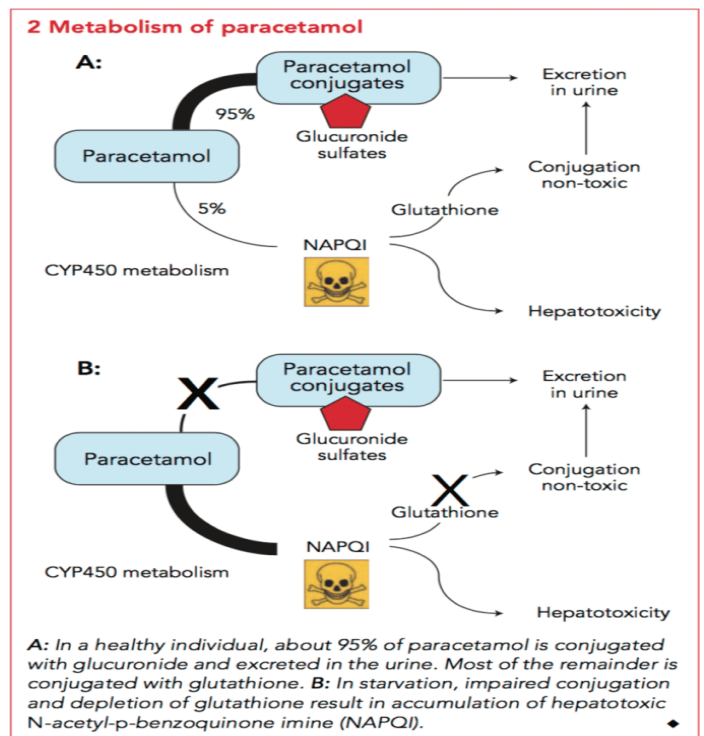 2 Metabolism of paracetamol
A:
Paracetamol
conjugates
Excretion
in urine
95%
Glucuronide
sulfates
Paracetamol
Conjugation
non-toxic
5%
Glutathione
NAPQI
CYP450 metabolism
Hepatotoxicity
B:
Paracetamol
conjugates
Excretion
in urine
X
Glucuronide
sulfates
Paracetamol
Conjugation
non-toxic
X
Glutathione
NAPQI
CYP450 metabolism
Hepatotoxicity
A: In a healthy individual, about 95% of paracetamol is conjugated
with glucuronide and excreted in the urine. Most of the remainder is
conjugated with glutathione. B: In starvation, impaired conjugation
and depletion of glutathione result in accumulation of hepatotoxic
N-acetyl-p-benzoquinone imine (NAPQI).